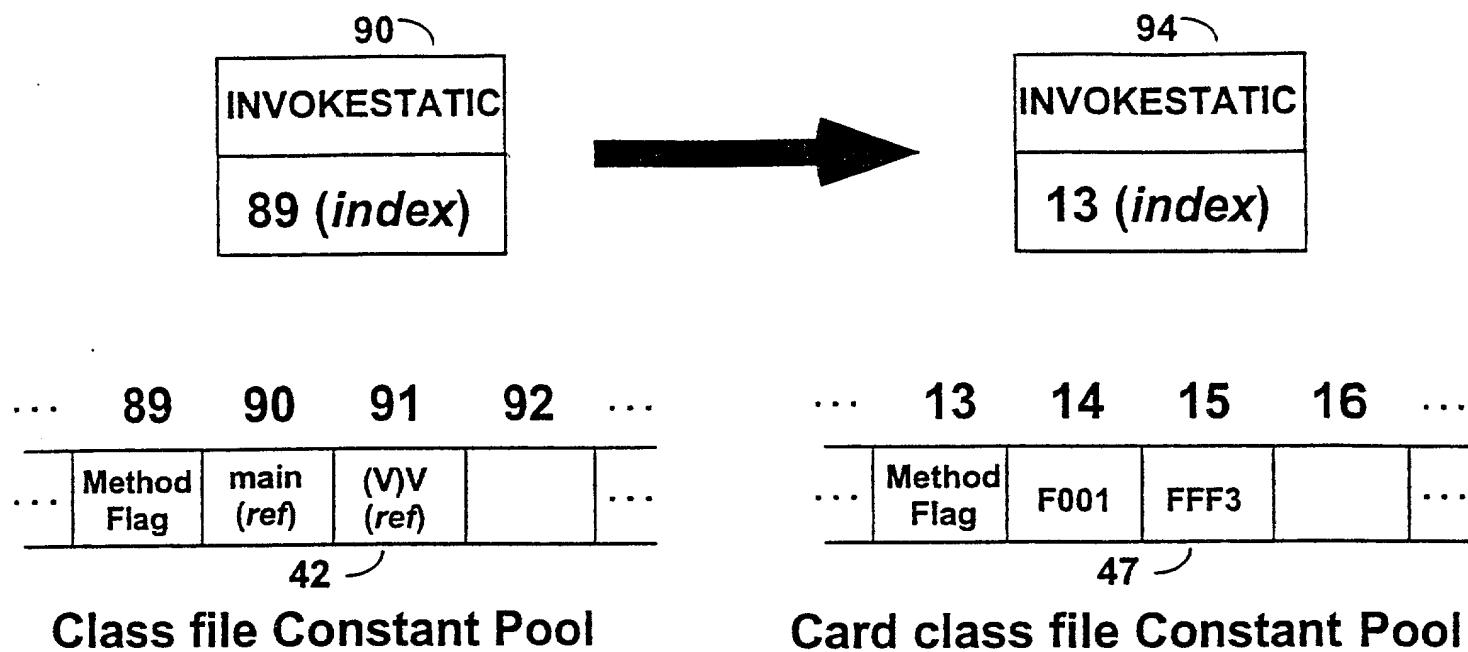 90 94
INVOKESTATIC INVOKESTATIC
89 (index) 13 (index)
... 89 90 91 92 ... ... 13 14 15 16 ...
... Method Flag main (ref) (V)V (ref) ... ... Method Flag F001 FFF3 ...
42 47
Class file Constant Pool Card class file Constant Pool